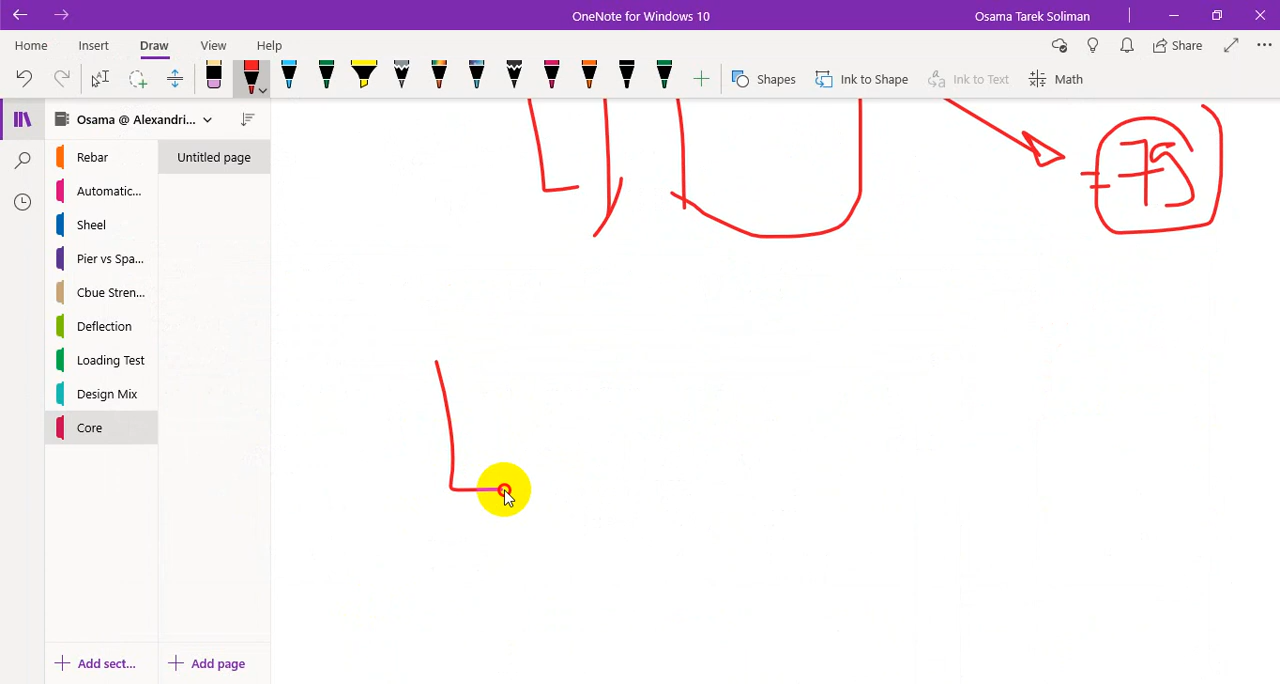 OneNote for Windows 10
Osama Tarek Soliman
Home Insert Draw View Help
Share
Shapes Ink to Shape Ink to Text Math
Osama @ Alexandri...
Rebar
Untitled page
Automatic...
Sheel
Pier vs Spa...
Cbue Stren...
Deflection
Loading Test
Design Mix
Core
= 75
Add sect...
Add page